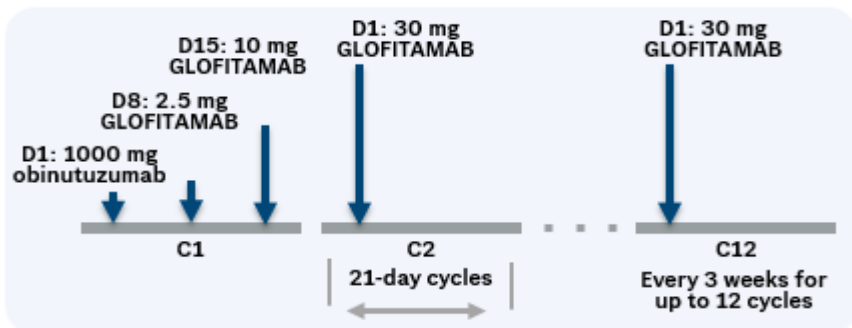 D1: 1000 mg
obinutuzumab
D8: 2.5 mg
GLOFITAMAB
D15: 10 mg
GLOFITAMAB
D1: 30 mg
GLOFITAMAB
D1: 30 mg
GLOFITAMAB
C1
C2
C12
21-day cycles
Every 3 weeks for
up to 12 cycles